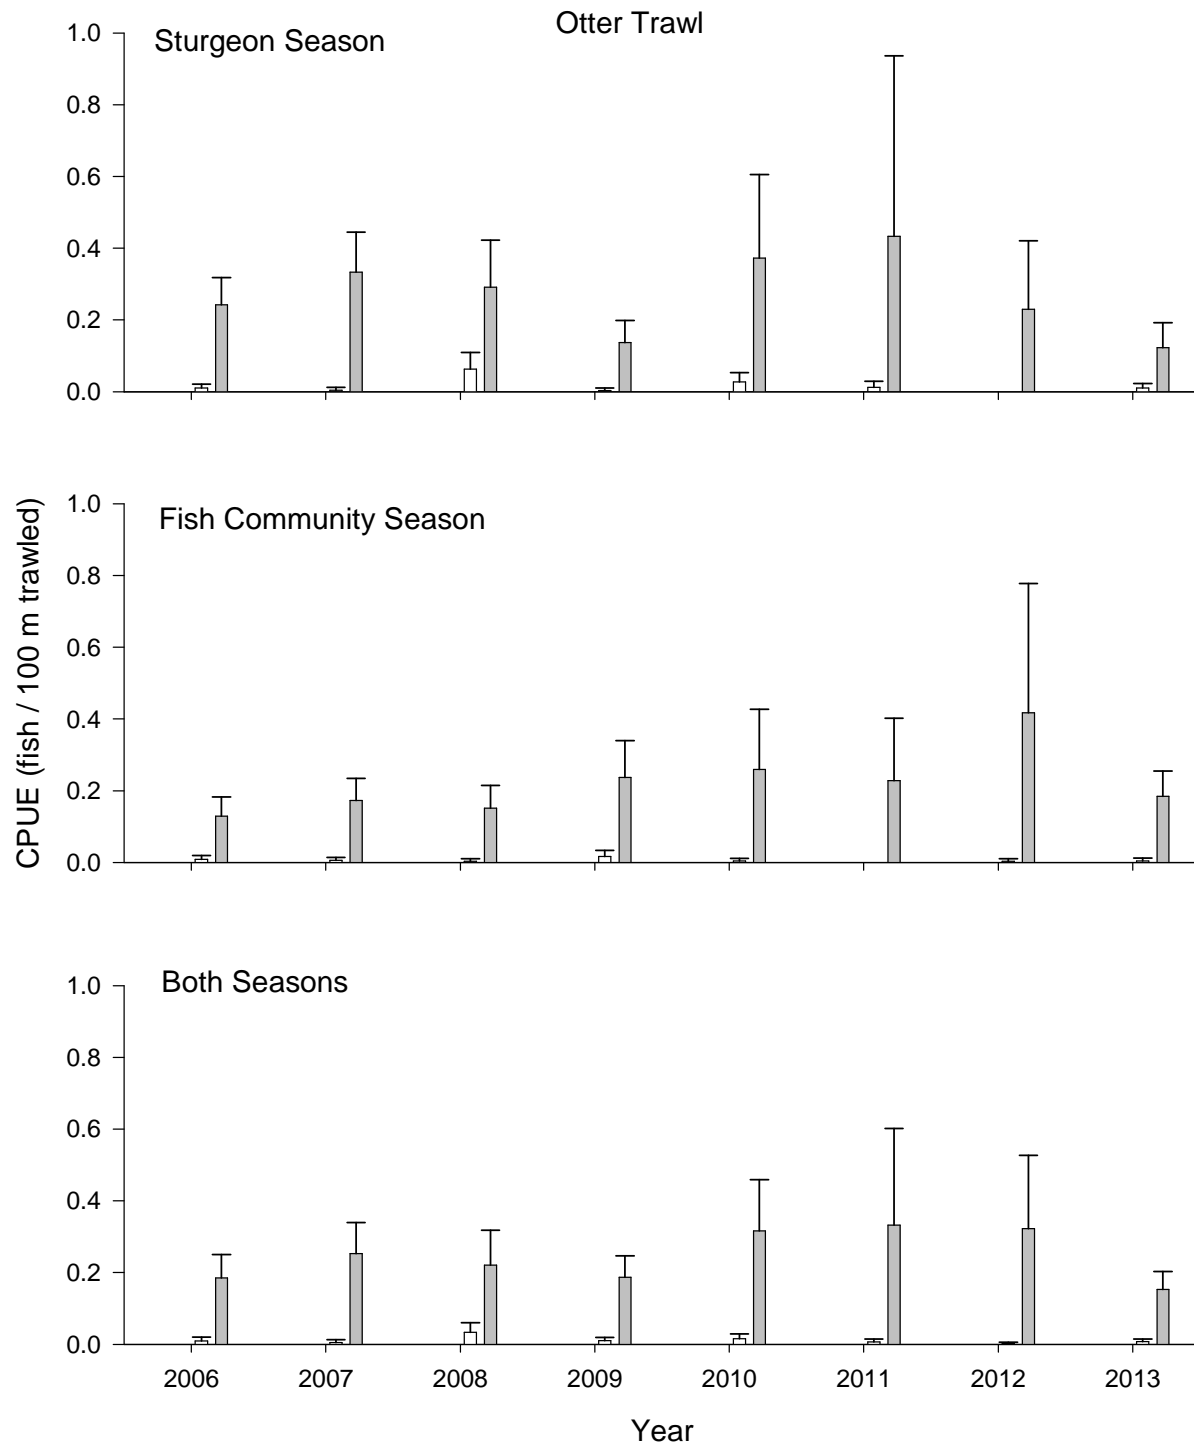 Otter Trawl
Sturgeon Season
1.0
0.8
0.6
0.4
0.2
0.0
CPUE (fish / 100 m trawled)
Fish Community Season
1.0
0.8
0.6
0.4
0.2
0.0
Both Seasons
1.0
0.8
0.6
0.4
0.2
0.0
2006 2007 2008 2009 2010 2011 2012 2013
Year